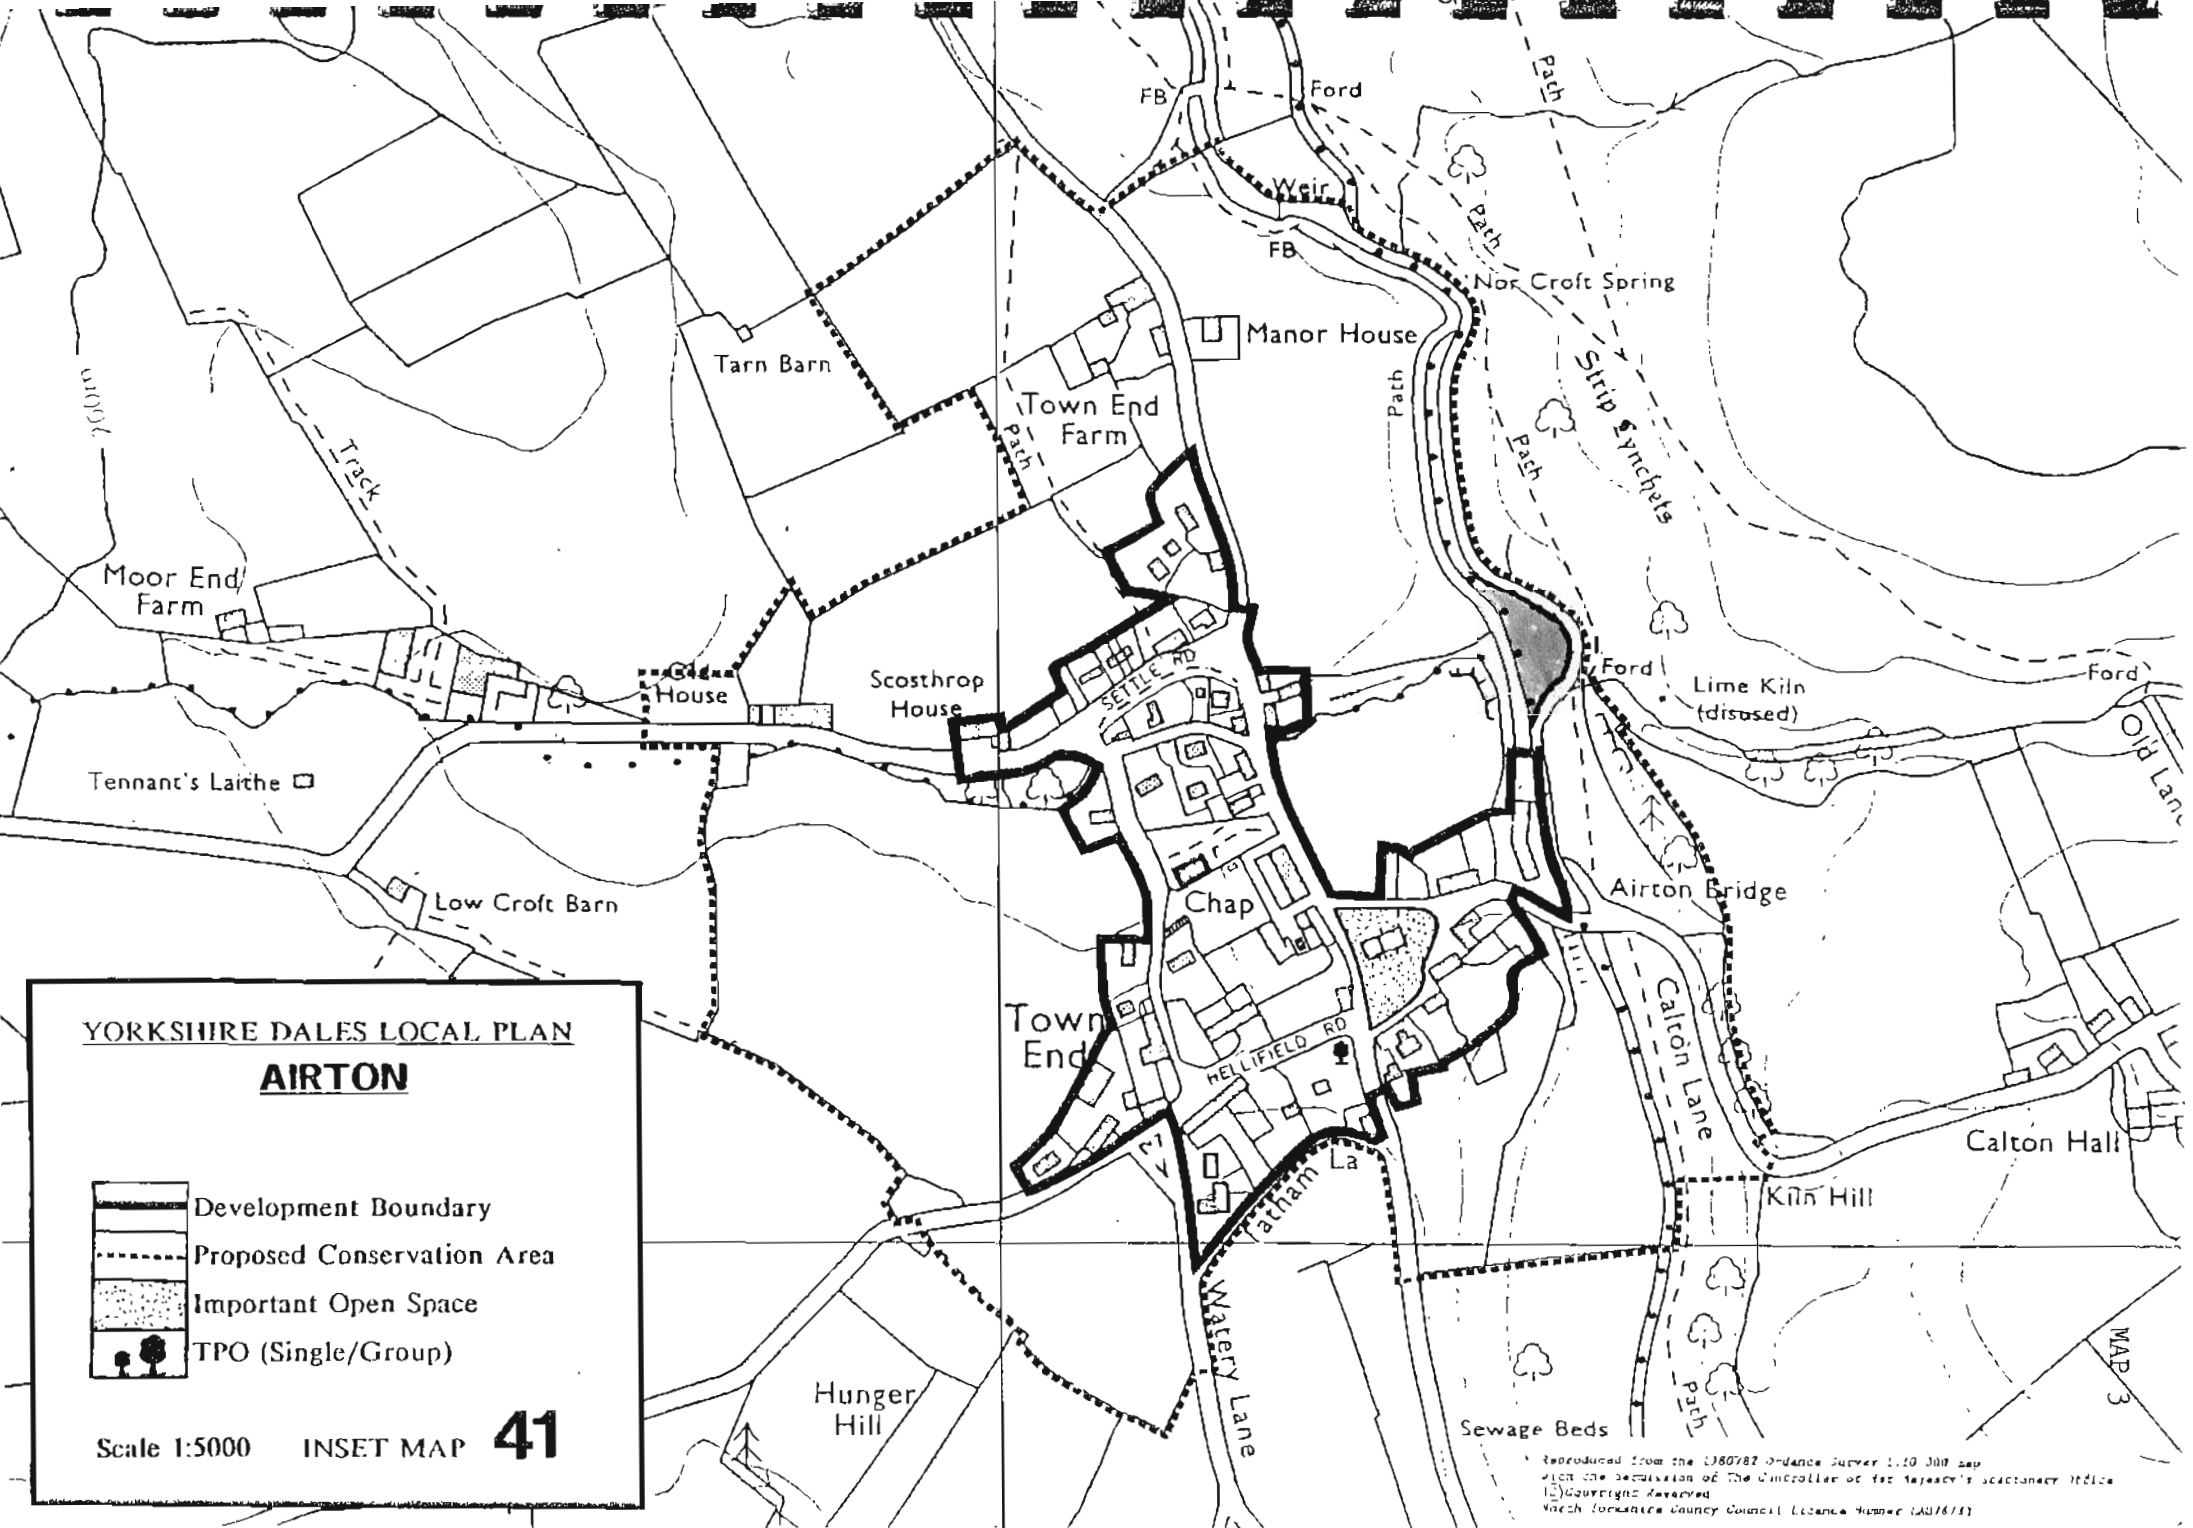 FB
Ford
Path
Weir
Path
FB
Nor Croft Spring
Manor House
Tarn Barn
Path
Strip Lynchets
Town End
Farm
Path
Path
200m
Track
Moor End
Farm
SETTLE RD
Ford
Ford
House
Scosthrop
House
Lime Kiln
(disused)
Old Lane
Tennant's Laithe
Low Croft Barn
Chap
Airton Bridge
Town
End
Calton Lane
HELLIFIELD RD
Calton Hall
La
Kiln Hill
Watery Lane
Hunger
Hill
Path
MAP 3
Sewage Beds
YORKSHIRE DALES LOCAL PLAN
AIRTON
Development Boundary
Proposed Conservation Area
Important Open Space
TPO (Single/Group)
Scale 1:5000 INSET MAP 41